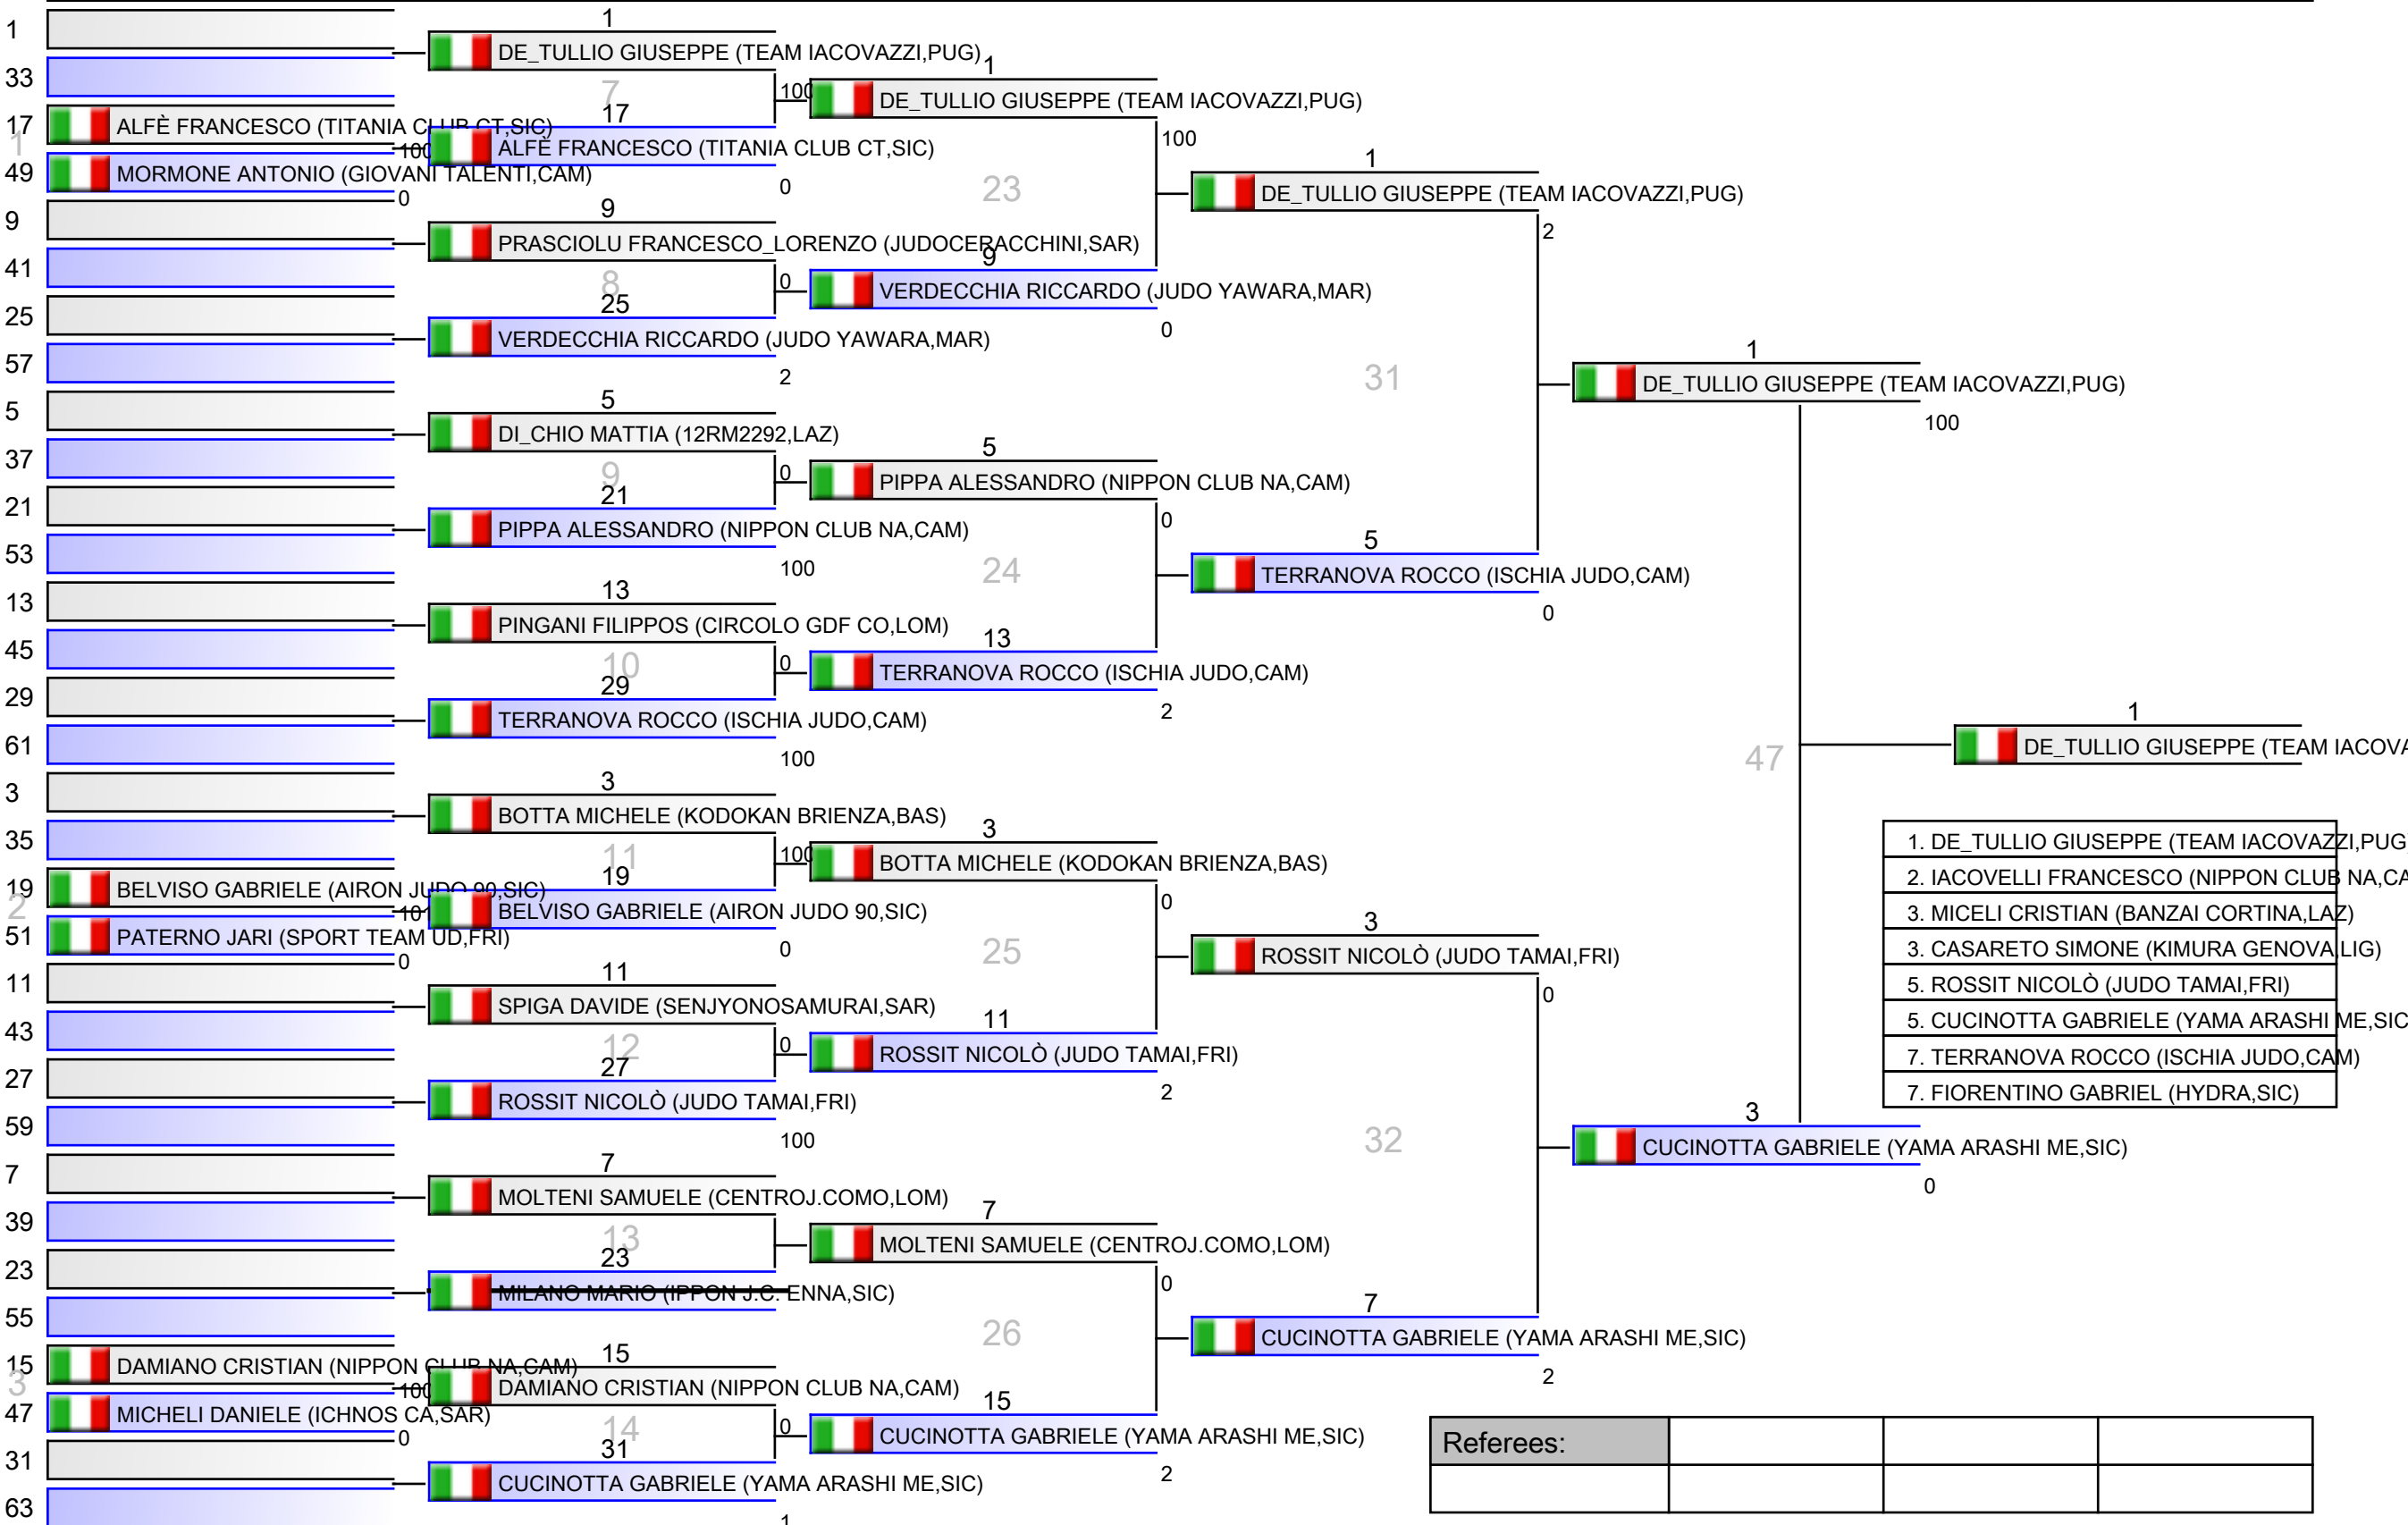 1
33
17
49
9
41
25
57
5
37
21
53
13
45
29
61
3
35
19
51
11
43
27
59
7
39
23
55
15
47
31
63
ALFÈ FRANCESCO (TITANIA CLUB CT,SIC)
1
100
MORMONE ANTONIO (GIOVANI TALENTI,CAM)
0
BELVISO GABRIELE (AIRON JUDO 90,SIC)
2
101
PATERNO JARI (SPORT TEAM UD,FRI)
0
DAMIANO CRISTIAN (NIPPON CLUB NA,CAM)
3
100
MICHELI DANIELE (ICHNOS CA,SAR)
0
1
DE_TULLIO GIUSEPPE (TEAM IACOVAZZI,PUG)
7
100
17
ALFÈ FRANCESCO (TITANIA CLUB CT,SIC)
0
9
PRASCIOLU FRANCESCO_LORENZO (JUDOCERACCHINI,SAR)
8
0
25
VERDECCHIA RICCARDO (JUDO YAWARA,MAR)
2
5
DI_CHIO MATTIA (12RM2292,LAZ)
9
0
21
PIPPA ALESSANDRO (NIPPON CLUB NA,CAM)
100
13
PINGANI FILIPPOS (CIRCOLO GDF CO,LOM)
10
0
29
TERRANOVA ROCCO (ISCHIA JUDO,CAM)
100
3
BOTTA MICHELE (KODOKAN BRIENZA,BAS)
11
100
19
BELVISO GABRIELE (AIRON JUDO 90,SIC)
0
11
SPIGA DAVIDE (SENJYONOSAMURAI,SAR)
12
0
27
ROSSIT NICOLÒ (JUDO TAMAI,FRI)
100
7
MOLTENI SAMUELE (CENTROJ.COMO,LOM)
13
23
MILANO MARIO (IPPON J.C. ENNA,SIC)
15
DAMIANO CRISTIAN (NIPPON CLUB NA,CAM)
14
0
31
CUCINOTTA GABRIELE (YAMA ARASHI ME,SIC)
1
1
DE_TULLIO GIUSEPPE (TEAM IACOVAZZI,PUG)
100
23
9
VERDECCHIA RICCARDO (JUDO YAWARA,MAR)
0
5
PIPPA ALESSANDRO (NIPPON CLUB NA,CAM)
0
24
13
TERRANOVA ROCCO (ISCHIA JUDO,CAM)
2
3
BOTTA MICHELE (KODOKAN BRIENZA,BAS)
0
25
11
ROSSIT NICOLÒ (JUDO TAMAI,FRI)
2
7
MOLTENI SAMUELE (CENTROJ.COMO,LOM)
0
26
15
CUCINOTTA GABRIELE (YAMA ARASHI ME,SIC)
2
1
DE_TULLIO GIUSEPPE (TEAM IACOVAZZI,PUG)
2
31
5
TERRANOVA ROCCO (ISCHIA JUDO,CAM)
0
3
ROSSIT NICOLÒ (JUDO TAMAI,FRI)
0
32
7
CUCINOTTA GABRIELE (YAMA ARASHI ME,SIC)
2
1
DE_TULLIO GIUSEPPE (TEAM IACOVAZZI,PUG)
100
47
3
CUCINOTTA GABRIELE (YAMA ARASHI ME,SIC)
0
1
DE_TULLIO GIUSEPPE (TEAM IACOVA
1. DE_TULLIO GIUSEPPE (TEAM IACOVAZZI,PUG
2. IACOVELLI FRANCESCO (NIPPON CLUB NA,CA
3. MICELI CRISTIAN (BANZAI CORTINA,LAZ)
3. CASARETO SIMONE (KIMURA GENOVA,LIG)
5. ROSSIT NICOLÒ (JUDO TAMAI,FRI)
5. CUCINOTTA GABRIELE (YAMA ARASHI ME,SIC
7. TERRANOVA ROCCO (ISCHIA JUDO,CAM)
7. FIORENTINO GABRIEL (HYDRA,SIC)
Referees: